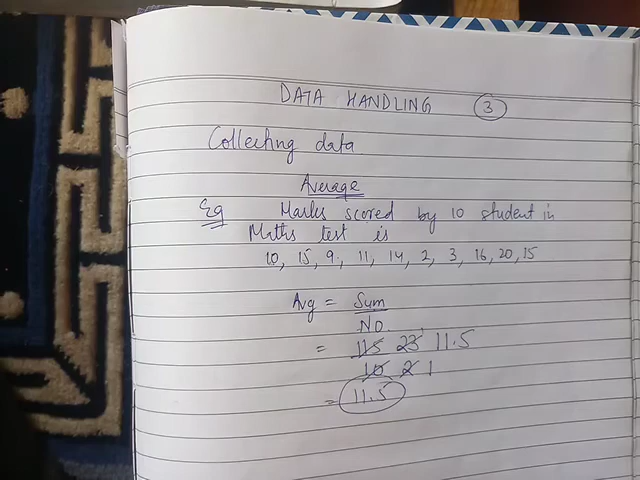 DATA HANDLING 3
Collecting data
Average
Eg Marks scored by 10 student in
Maths test is
10, 15, 9, 11, 14, 2, 3, 16, 20, 15
Avg = Sum
No.
= 115 23 11.5
10 2 1
= 11.5